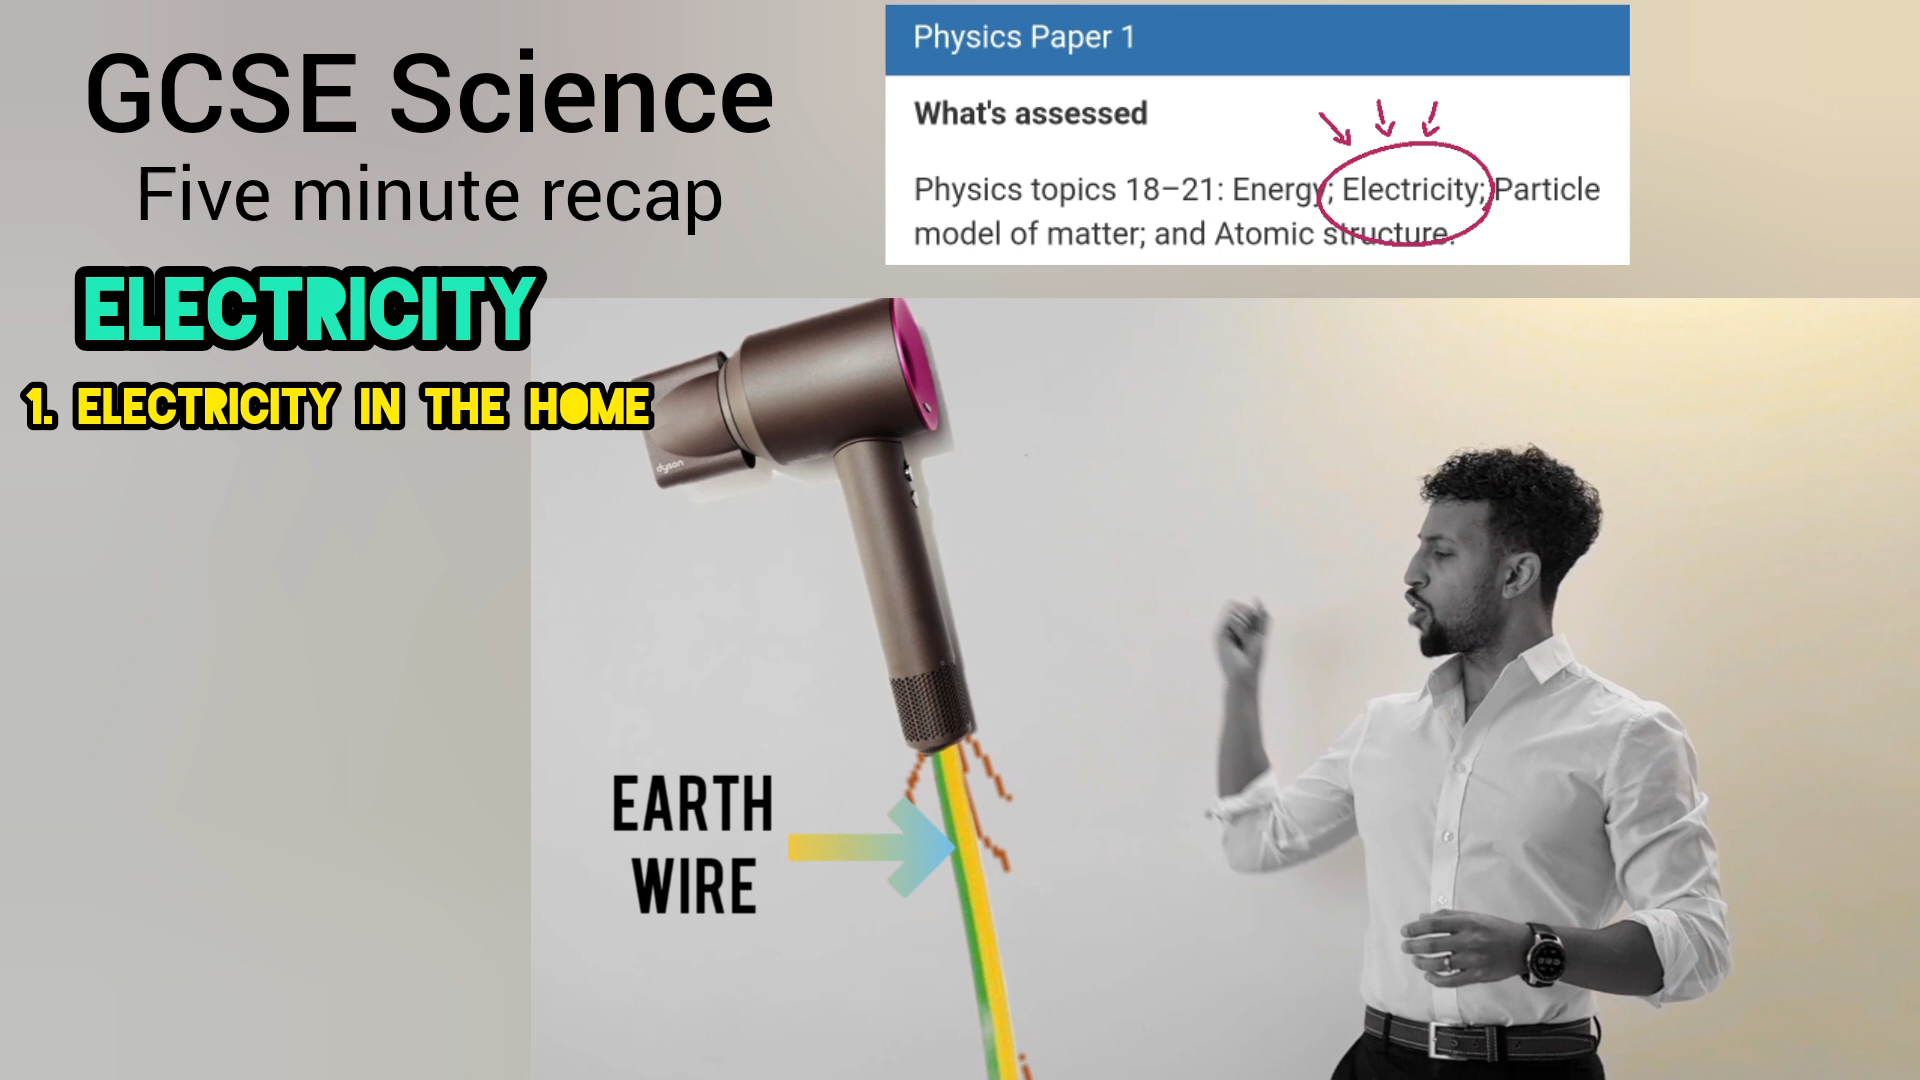 GCSE Science
Five minute recap
ELECTRICITY
1. ELECTRICITY IN THE HOME
Physics Paper 1
What's assessed
Physics topics 18–21: Energy; Electricity; Particle
model of matter; and Atomic structure.
dyson
EARTH
WIRE